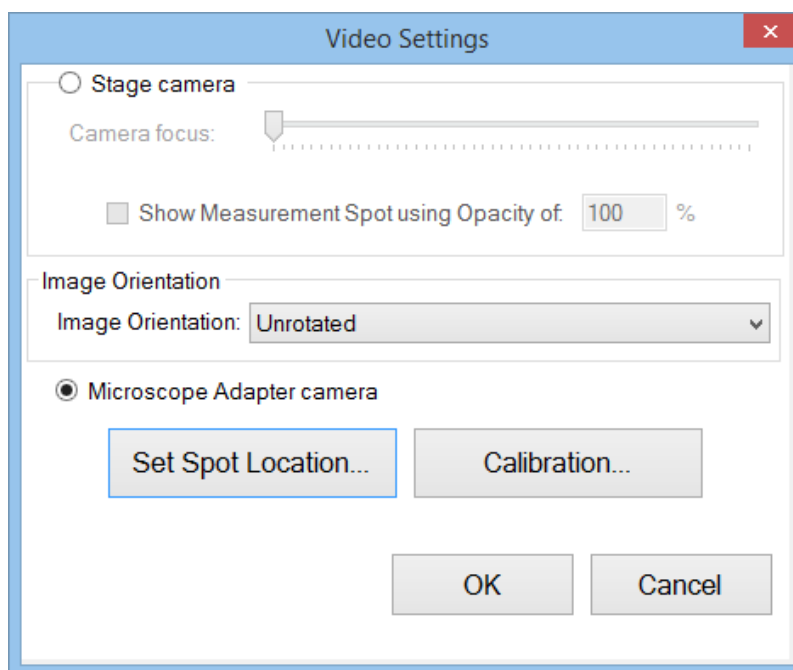 Video Settings
Stage camera
Camera focus:
Show Measurement Spot using Opacity of: 100 %
Image Orientation
Image Orientation: Unrotated
Microscope Adapter camera
Set Spot Location... Calibration...
OK Cancel